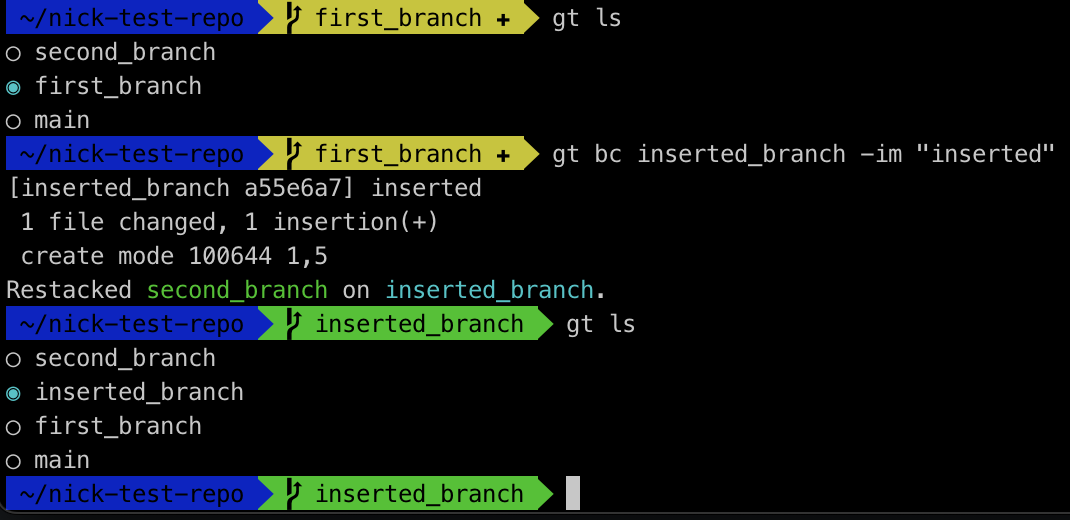 ~/nick-test-repo first_branch + gt ls
○ second_branch
◉ first_branch
○ main
~/nick-test-repo first_branch + gt bc inserted_branch -im "inserted"
[inserted_branch a55e6a7] inserted
 1 file changed, 1 insertion(+)
 create mode 100644 1,5
Restacked second_branch on inserted_branch.
~/nick-test-repo inserted_branch gt ls
○ second_branch
◉ inserted_branch
○ first_branch
○ main
~/nick-test-repo inserted_branch